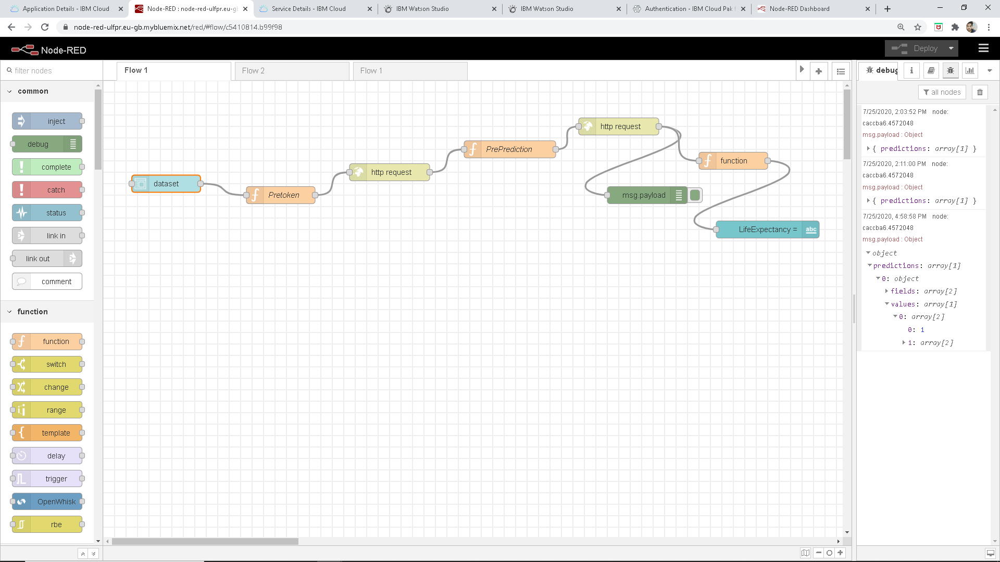 Application Details - IBM Cloud
Node-RED : node-red-ulfpr.eu-gb
Service Details - IBM Cloud
IBM Watson Studio
IBM Watson Studio
Authentication - IBM Cloud Pak f
Node-RED Dashboard
node-red-ulfpr.eu-gb.mybluemix.net/red/#flow/c5410814.b99f98
Node-RED
Deploy
filter nodes
Flow 1
Flow 2
Flow 1
debug
i
all nodes
common
inject
debug
complete
catch
status
link in
link out
comment
function
function
switch
change
range
template
delay
trigger
OpenWhisk
rbe
dataset
Pretoken
http request
PrePrediction
http request
function
msg.payload
LifeExpectancy =
abc
7/25/2020, 2:03:52 PM node:
caccba6.4572048
msg.payload : Object
{ predictions: array[1] }
7/25/2020, 2:11:00 PM node:
caccba6.4572048
msg.payload : Object
{ predictions: array[1] }
7/25/2020, 4:58:58 PM node:
caccba6.4572048
msg.payload : Object
object
predictions: array[1]
0: object
fields: array[2]
values: array[1]
0: array[2]
0: 1
1: array[2]